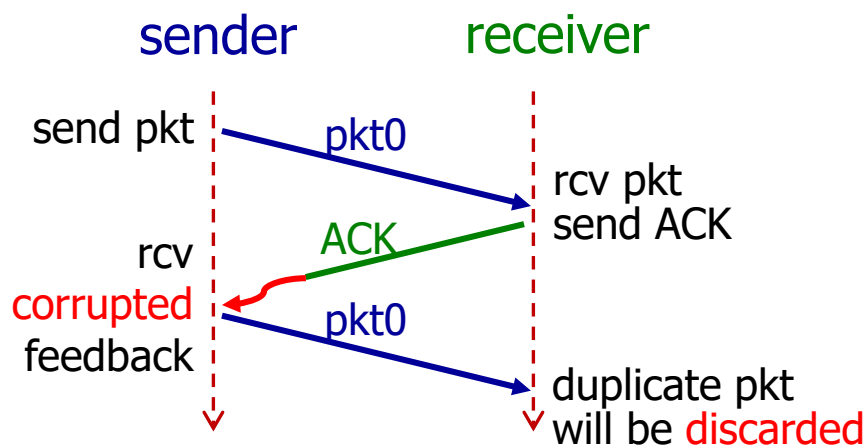 sender
receiver
send pkt
pkt0
rcv pkt
send ACK
ACK
rcv
corrupted
feedback
pkt0
duplicate pkt
will be discarded